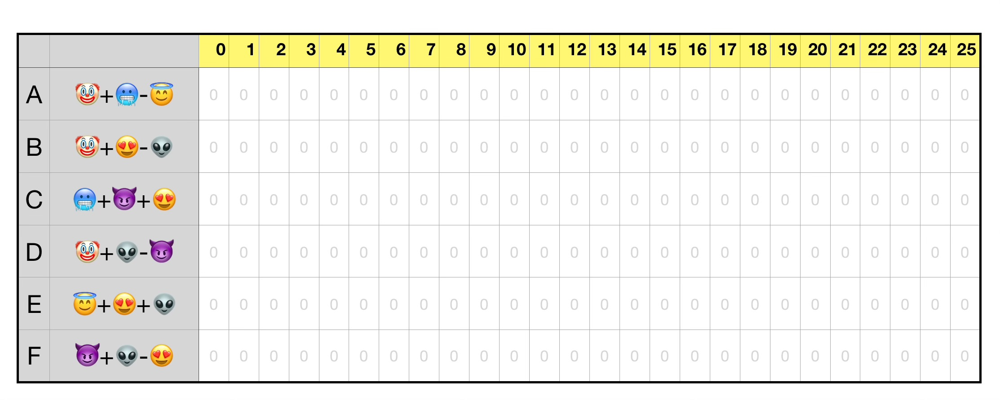 0 1 2 3 4 5 6 7 8 9 10 11 12 13 14 15 16 17 18 19 20 21 22 23 24 25
A 🤡+🥶-😇 0 0 0 0 0 0 0 0 0 0 0 0 0 0 0 0 0 0 0 0 0 0 0 0 0 0
B 🤡+😍-👽 0 0 0 0 0 0 0 0 0 0 0 0 0 0 0 0 0 0 0 0 0 0 0 0 0 0
C 🥶+😈+😍 0 0 0 0 0 0 0 0 0 0 0 0 0 0 0 0 0 0 0 0 0 0 0 0 0 0
D 🤡+👽-😈 0 0 0 0 0 0 0 0 0 0 0 0 0 0 0 0 0 0 0 0 0 0 0 0 0 0
E 😇+😍+👽 0 0 0 0 0 0 0 0 0 0 0 0 0 0 0 0 0 0 0 0 0 0 0 0 0 0
F 😈+👽-😍 0 0 0 0 0 0 0 0 0 0 0 0 0 0 0 0 0 0 0 0 0 0 0 0 0 0